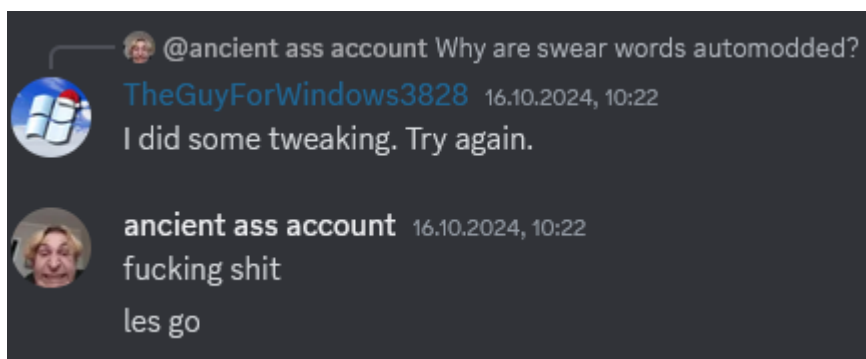 @ancient ass account Why are swear words automodded?
TheGuyForWindows3828 16.10.2024, 10:22
I did some tweaking. Try again.
ancient ass account 16.10.2024, 10:22
fucking shit
les go